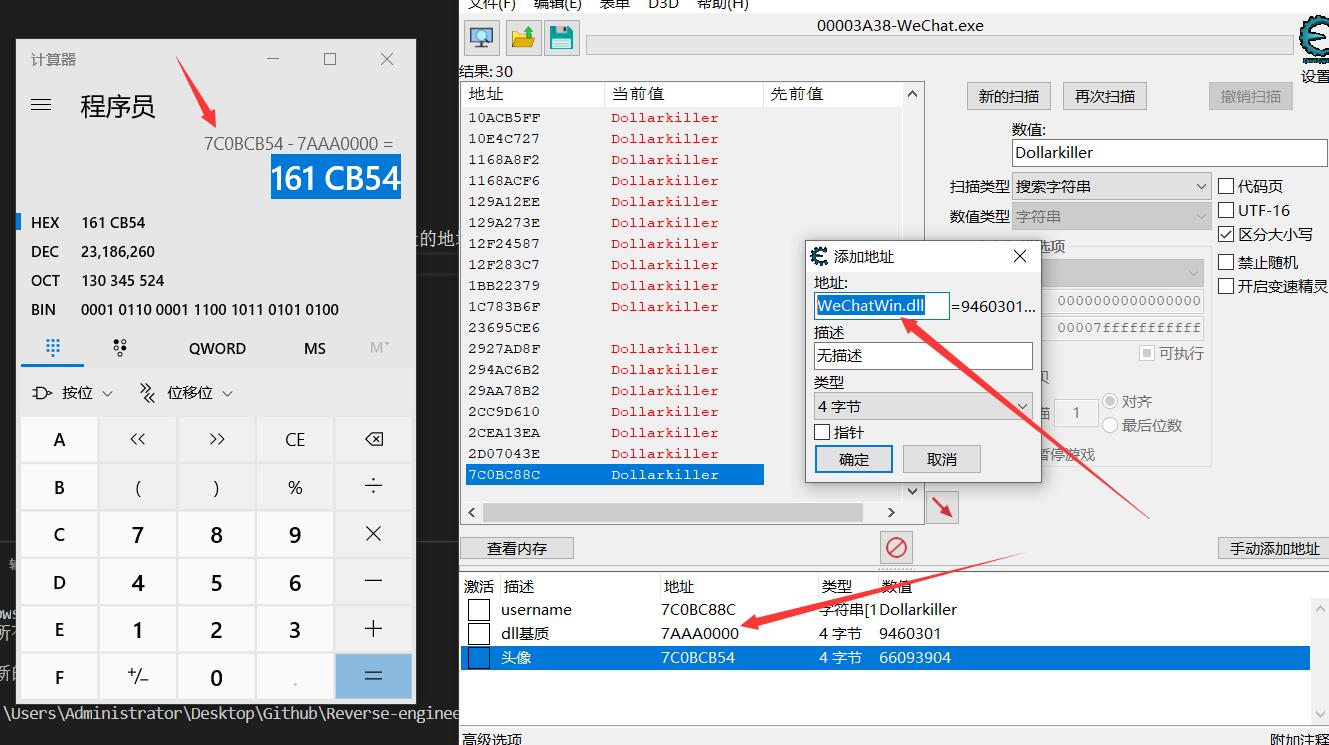 计算器
程序员
7C0BCB54 - 7AAA0000 =
161 CB54
HEX 161 CB54
DEC 23,186,260
OCT 130 345 524
BIN 0001 0110 0001 1100 1011 0101 0100
QWORD MS M
按位 位移位
A << >> CE
B ( ) % ÷
C 7 8 9 ×
D 4 5 6 −
E 1 2 3 +
F +/− 0 . =
\Users\Administrator\Desktop\Github\Reverse-enginee
文件(F) 编辑(E) 表单 D3D 帮助(H)
00003A38-WeChat.exe
设置
结果: 30
地址 当前值 先前值
10ACB5FF Dollarkiller
10E4C727 Dollarkiller
1168A8F2 Dollarkiller
1168ACF6 Dollarkiller
129A12EE Dollarkiller
129A273E Dollarkiller
12F24587 Dollarkiller
12F283C7 Dollarkiller
1BB22379 Dollarkiller
1C783B6F Dollarkiller
23695CE6
2927AD8F Dollarkiller
294AC6B2 Dollarkiller
29AA78B2 Dollarkiller
2CC9D610 Dollarkiller
2CEA13EA Dollarkiller
2D07043E Dollarkiller
7C0BC88C Dollarkiller
新的扫描 再次扫描 撤销扫描
数值:
Dollarkiller
扫描类型 搜索字符串
数值类型 字符串
代码页
UTF-16
区分大小写
禁止随机
开启变速精灵
选项
0000000000000000
00007fffffffffff
可执行
1
对齐
最后位数
暂停游戏
添加地址
地址:
WeChatWin.dll =9460301...
描述
无描述
类型
4 字节
指针
确定 取消
查看内存 手动添加地址
激活 描述 地址 类型 数值
username 7C0BC88C 字符串[1 Dollarkiller
dll基质 7AAA0000 4 字节 9460301
头像 7C0BCB54 4 字节 66093904
高级选项 附加注释